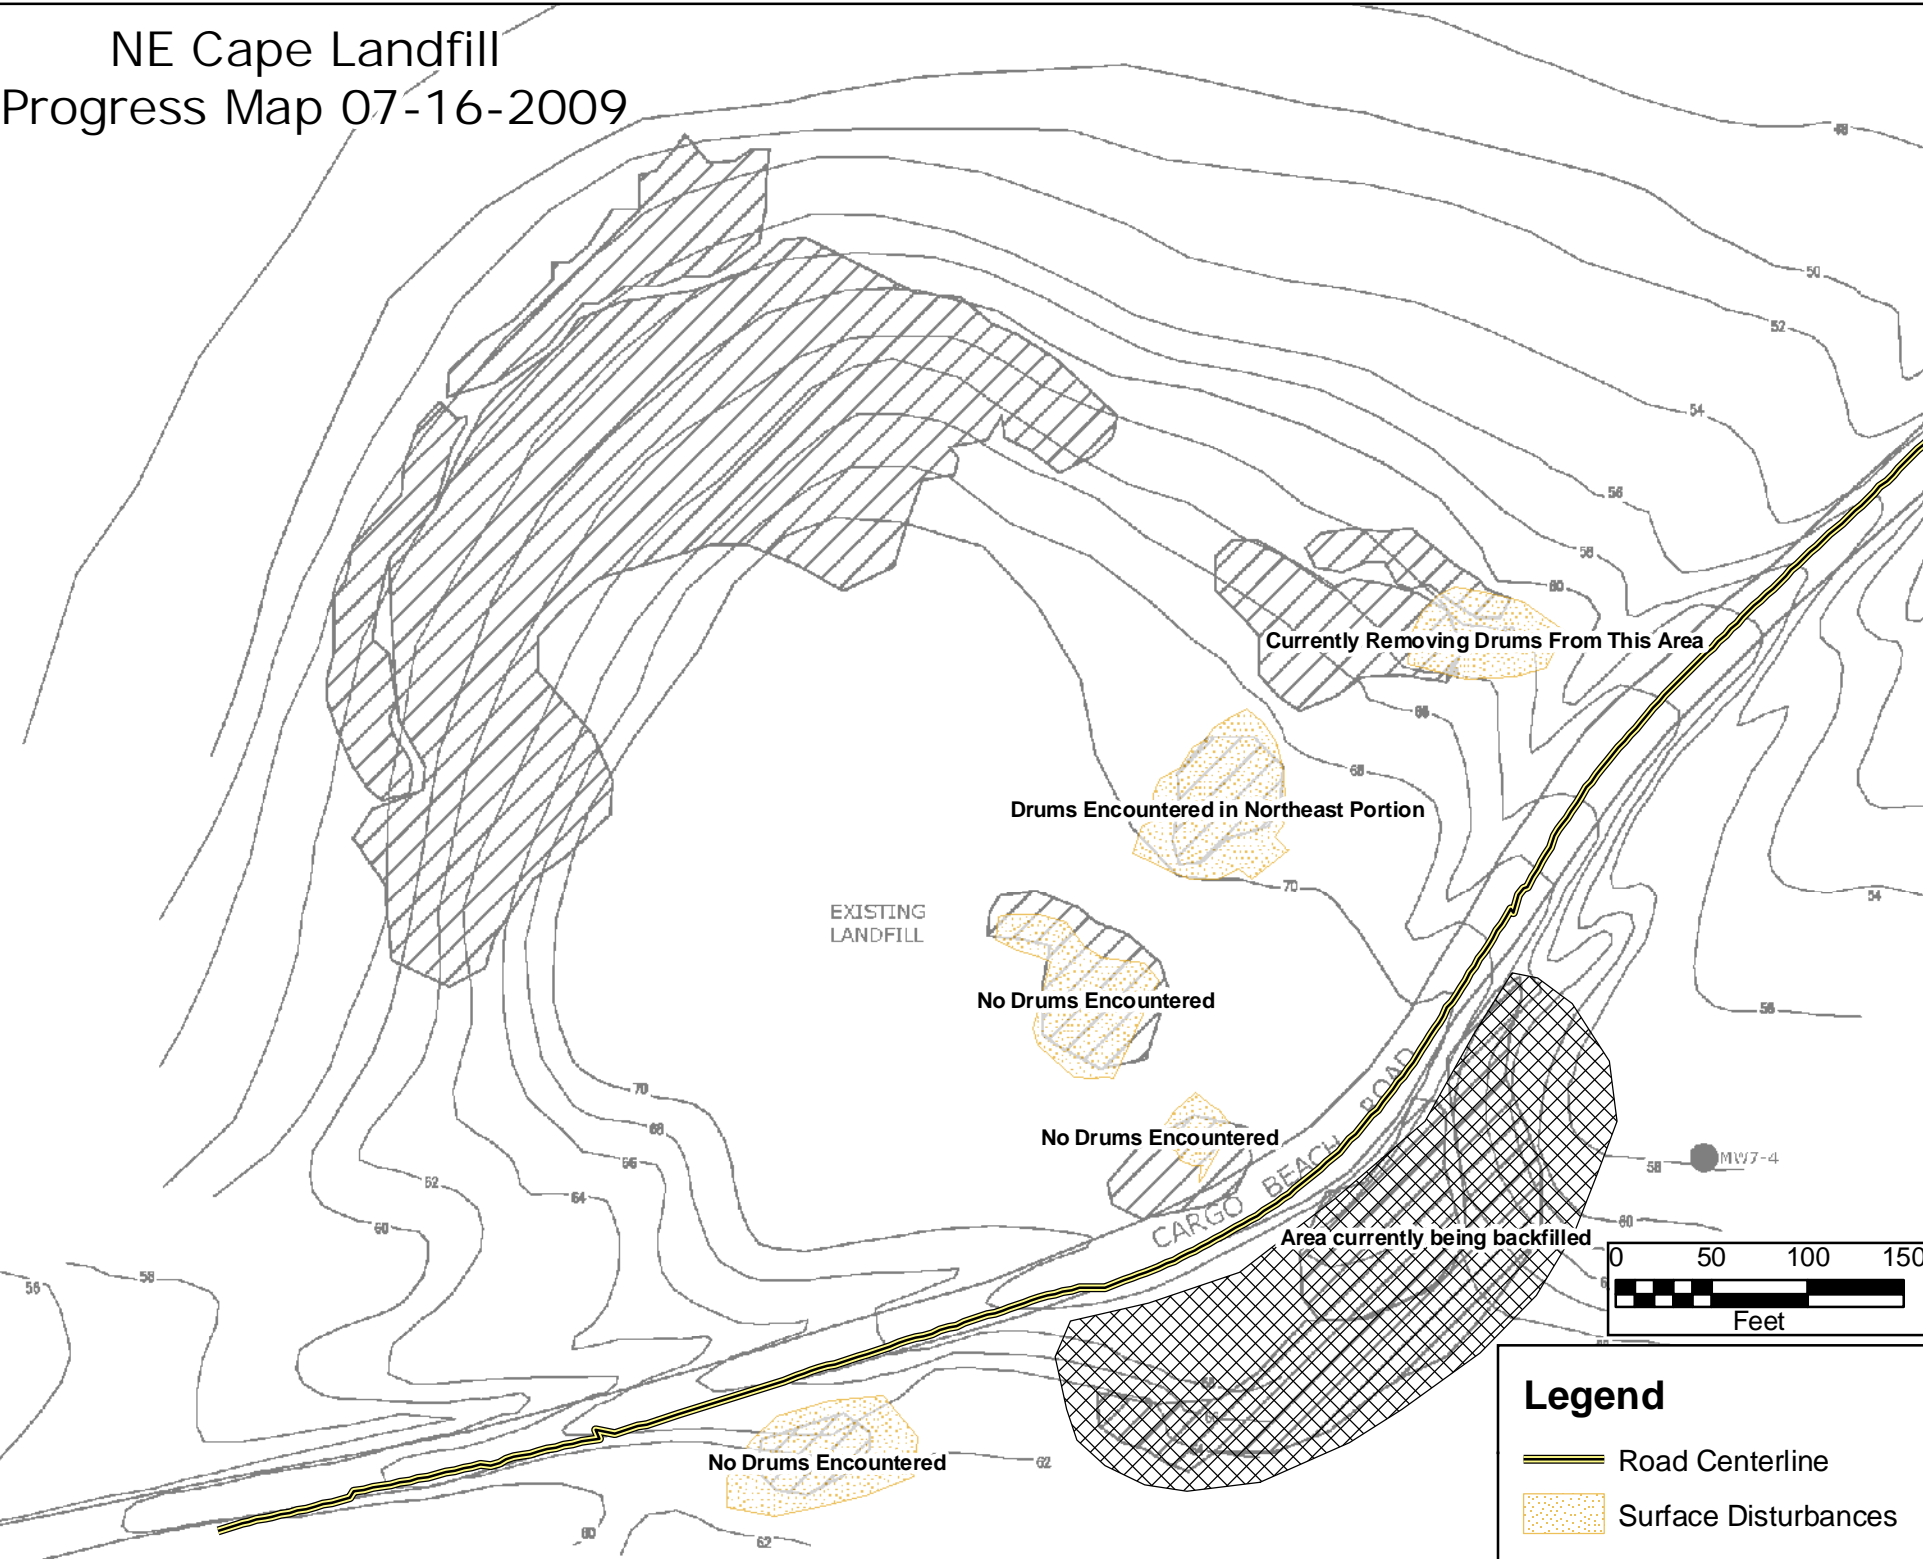 NE Cape Landfill
Progress Map 07-16-2009
48
50
52
54
56
58
60
Currently Removing Drums From This Area
66
68
Drums Encountered in Northeast Portion
70
54
EXISTING
LANDFILL
No Drums Encountered
56
70
68
66
No Drums Encountered
CARGO BEACH ROAD
58
MW7-4
62
64
60
60
Area currently being backfilled
58
56
0 50 100 150
Feet
No Drums Encountered
62
60
62
Legend
Road Centerline
Surface Disturbances